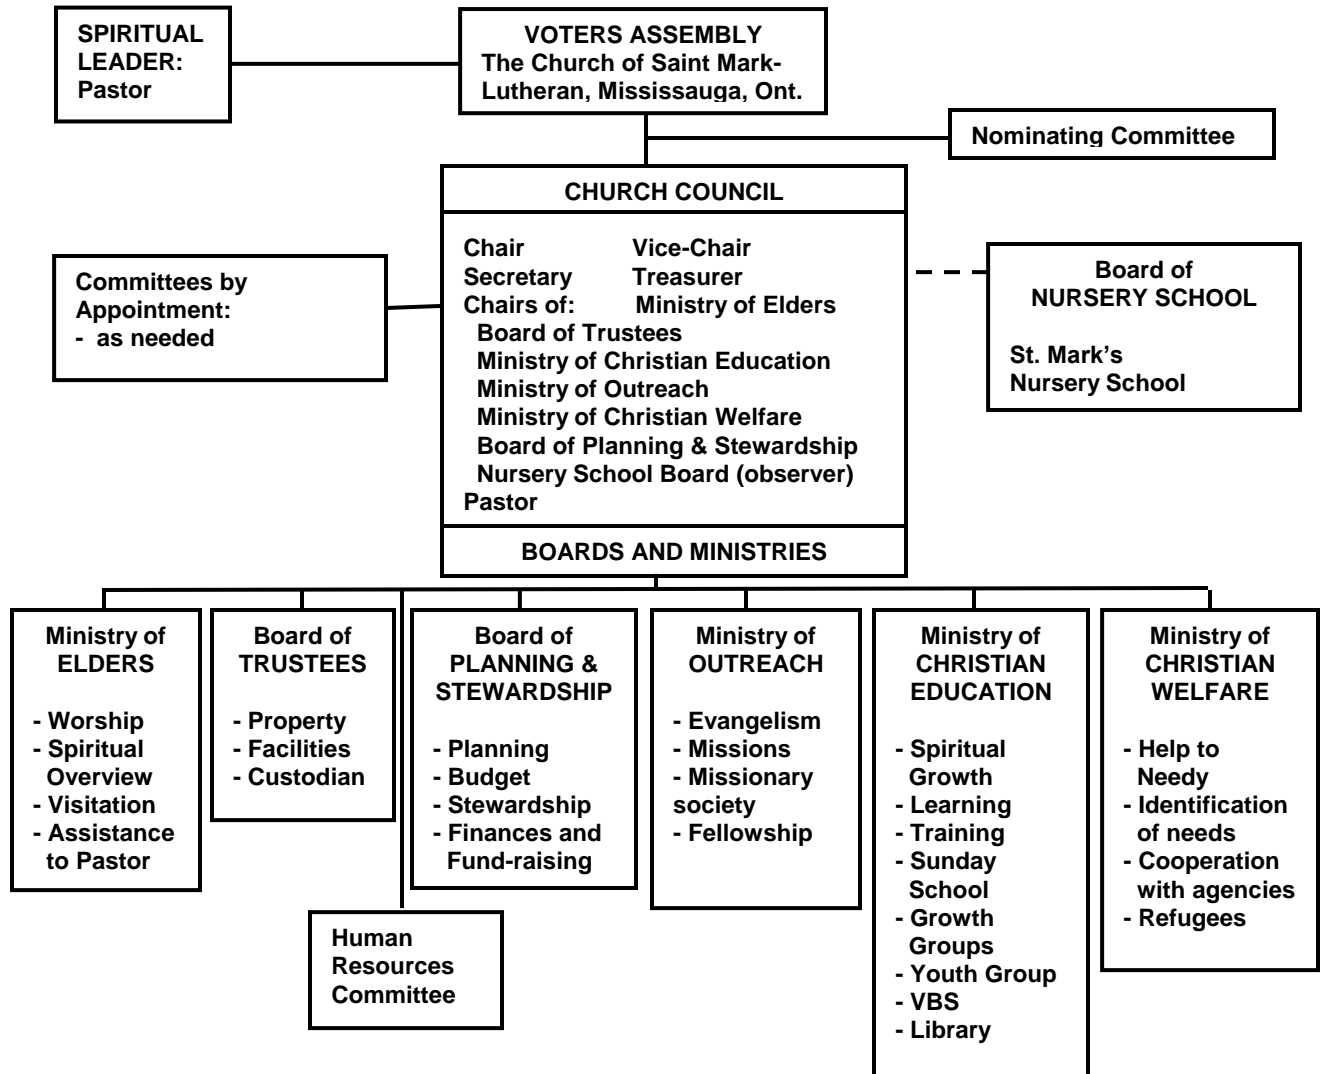 SPIRITUAL
LEADER:
Pastor
VOTERS ASSEMBLY
The Church of Saint Mark-
Lutheran, Mississauga, Ont.
Nominating Committee
CHURCH COUNCIL
Chair Vice-Chair
Secretary Treasurer
Chairs of: Ministry of Elders
Board of Trustees
Ministry of Christian Education
Ministry of Outreach
Ministry of Christian Welfare
Board of Planning & Stewardship
Nursery School Board (observer)
Pastor
BOARDS AND MINISTRIES
Committees by
Appointment:
- as needed
Board of
NURSERY SCHOOL
St. Mark’s
Nursery School
Ministry of
ELDERS
- Worship
- Spiritual
Overview
- Visitation
- Assistance
to Pastor
Board of
TRUSTEES
- Property
- Facilities
- Custodian
Human
Resources
Committee
Board of
PLANNING &
STEWARDSHIP
- Planning
- Budget
- Stewardship
- Finances and
Fund-raising
Ministry of
OUTREACH
- Evangelism
- Missions
- Missionary
society
- Fellowship
Ministry of
CHRISTIAN
EDUCATION
- Spiritual
Growth
- Learning
- Training
- Sunday
School
- Growth
Groups
- Youth Group
- VBS
- Library
Ministry of
CHRISTIAN
WELFARE
- Help to
Needy
- Identification
of needs
- Cooperation
with agencies
- Refugees